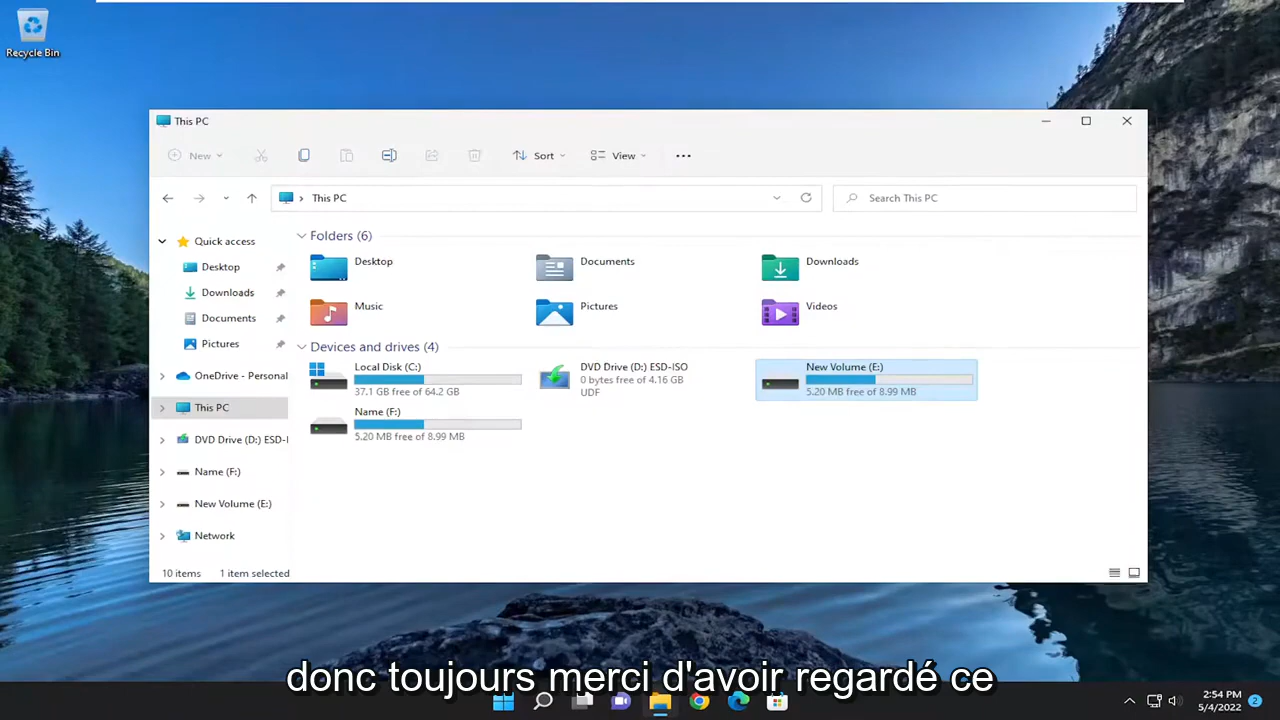 Recycle Bin
This PC
New
Sort
View
This PC
Search This PC
Quick access
Desktop
Downloads
Documents
Pictures
OneDrive - Personal
This PC
DVD Drive (D:) ESD-I
Name (F:)
New Volume (E:)
Network
Folders (6)
Desktop
Documents
Downloads
Music
Pictures
Videos
Devices and drives (4)
Local Disk (C:)
37.1 GB free of 64.2 GB
DVD Drive (D:) ESD-ISO
0 bytes free of 4.16 GB
UDF
New Volume (E:)
5.20 MB free of 8.99 MB
Name (F:)
5.20 MB free of 8.99 MB
10 items 1 item selected
donc toujours merci d'avoir regardé ce
2:54 PM
5/4/2022
2